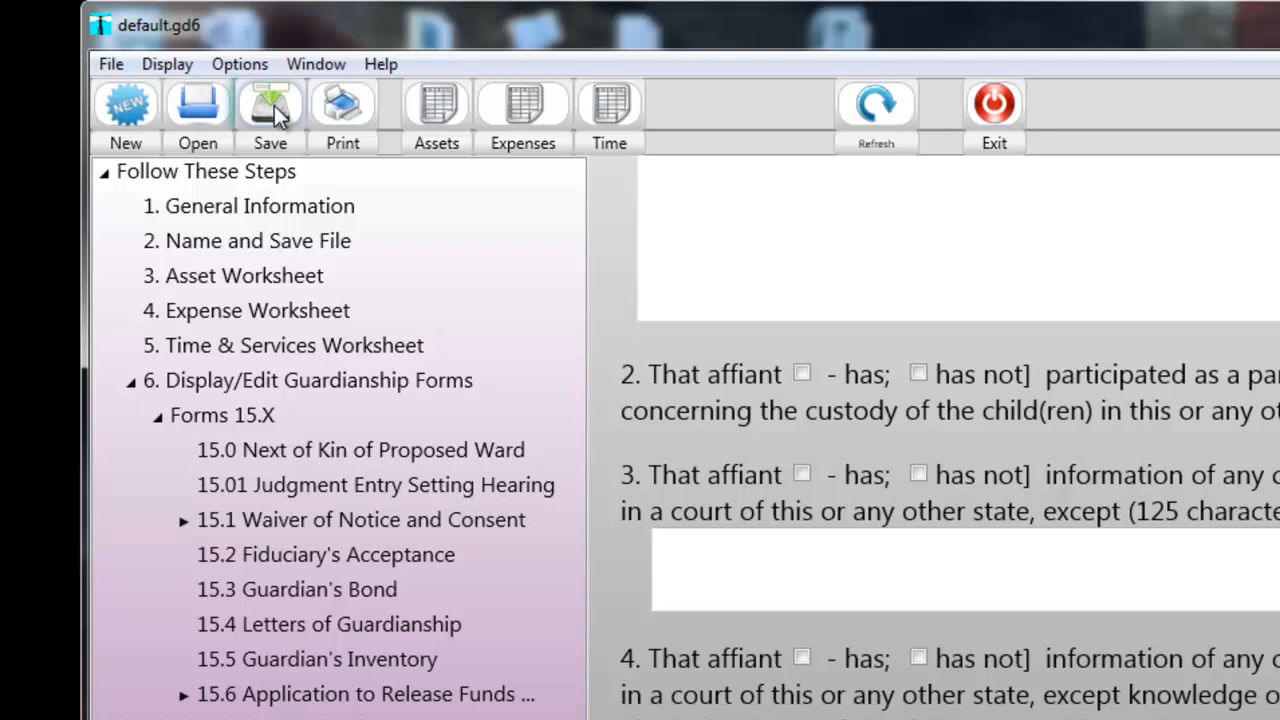 default.gd6
File Display Options Window Help
NEW
New Open Save Print Assets Expenses Time Refresh Exit
Follow These Steps
1. General Information
2. Name and Save File
3. Asset Worksheet
4. Expense Worksheet
5. Time & Services Worksheet
6. Display/Edit Guardianship Forms
Forms 15.X
15.0 Next of Kin of Proposed Ward
15.01 Judgment Entry Setting Hearing
15.1 Waiver of Notice and Consent
15.2 Fiduciary's Acceptance
15.3 Guardian's Bond
15.4 Letters of Guardianship
15.5 Guardian's Inventory
15.6 Application to Release Funds ...
2. That affiant - has; has not] participated as a pa
concerning the custody of the child(ren) in this or any o
3. That affiant - has; has not] information of any c
in a court of this or any other state, except (125 characte
4. That affiant - has; has not] information of any c
in a court of this or any other state, except knowledge o